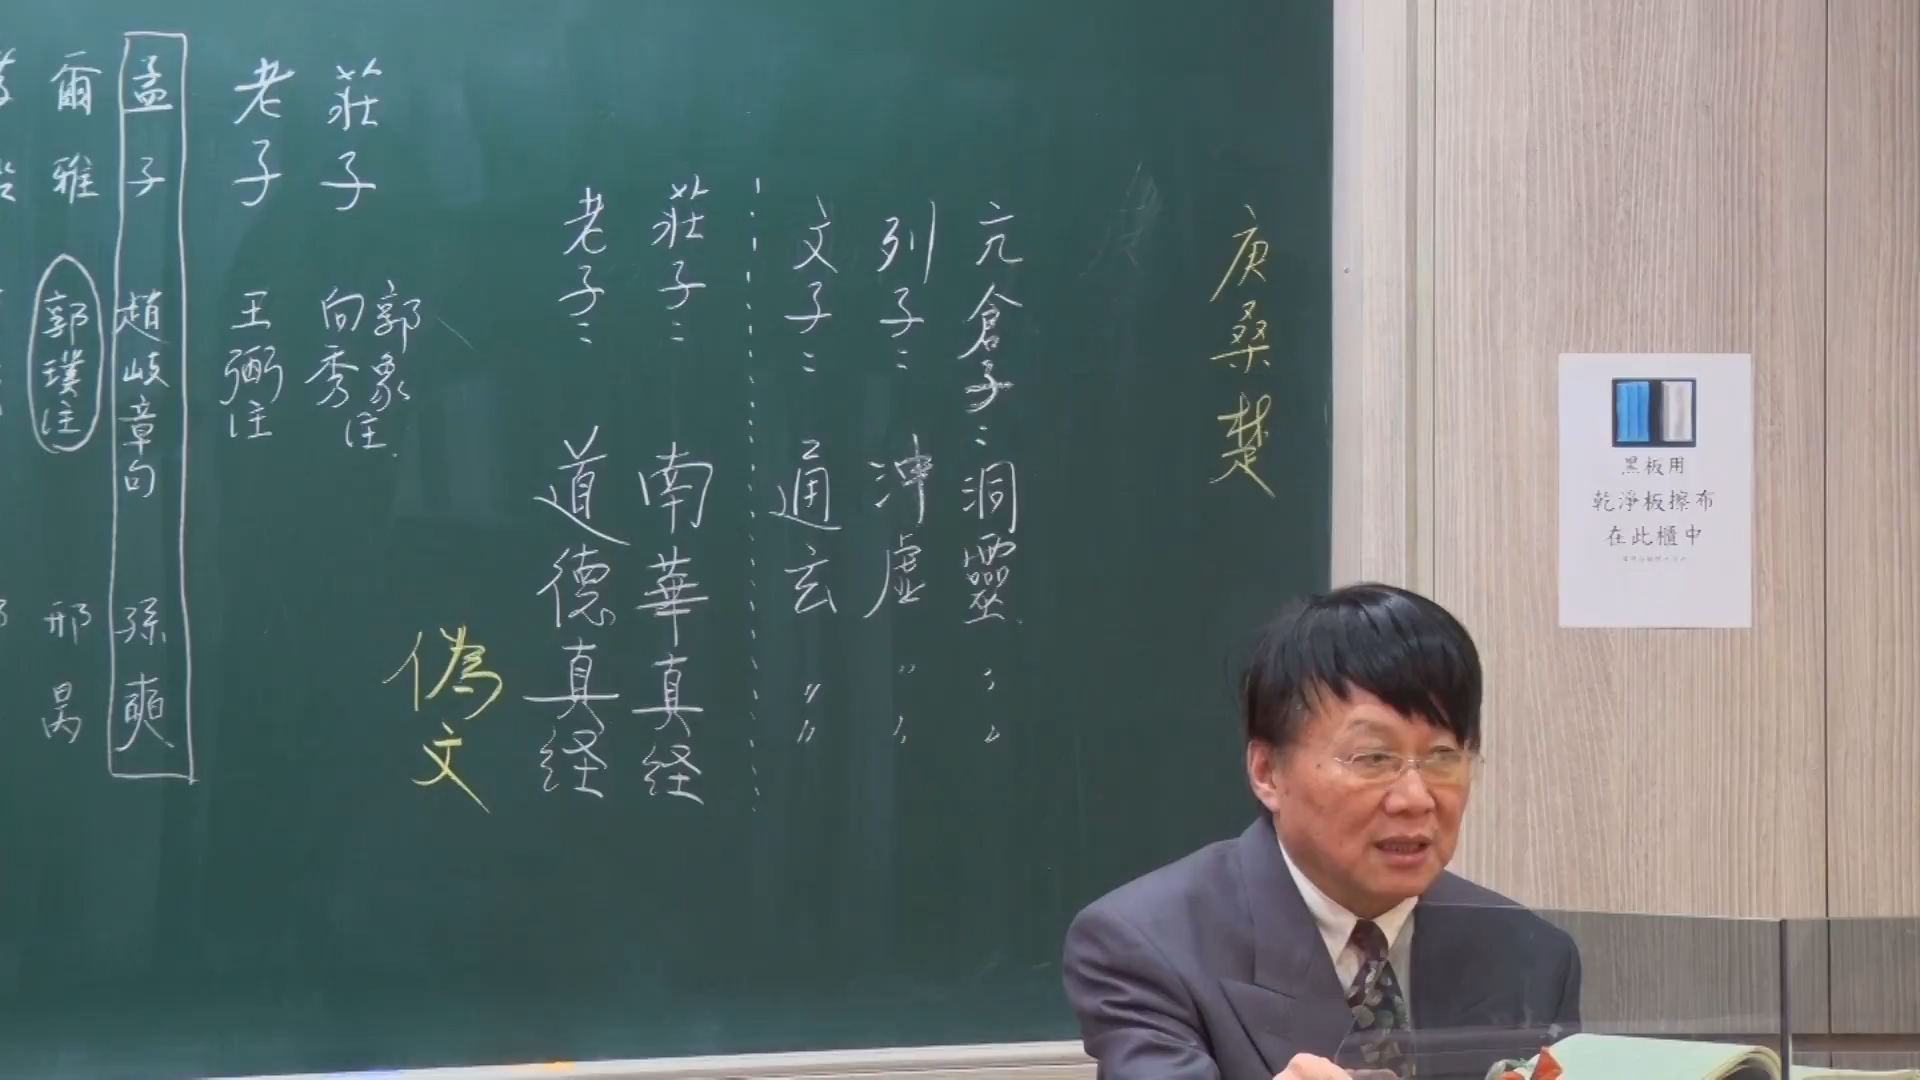 庚桑楚
亢倉子〃洞靈〃〃
列子〃沖虛〃〃
文子〃通玄〃〃
莊子〃南華真経
老子〃道德真経
偽文
莊子 郭象 向秀 注
老子 王弼注
孟子 趙岐章句 孫奭
爾雅 郭璞注 邢昺
黑板用
乾淨板擦布
在此櫃中